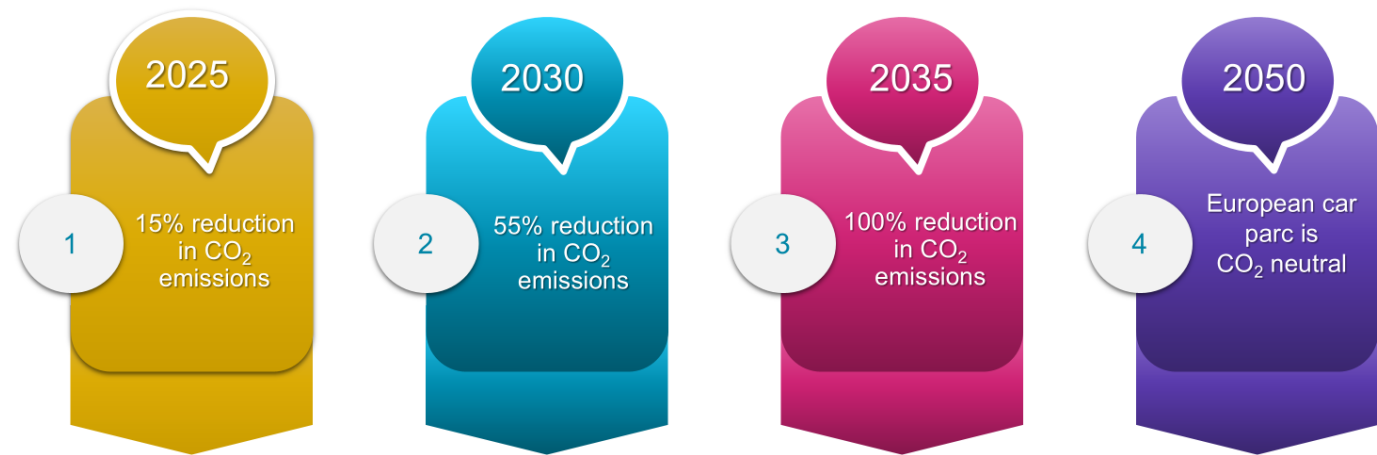 2025
1
15% reduction
in CO₂
emissions
2030
2
55% reduction
in CO₂
emissions
2035
3
100% reduction
in CO₂
emissions
2050
4
European car
parc is
CO₂ neutral